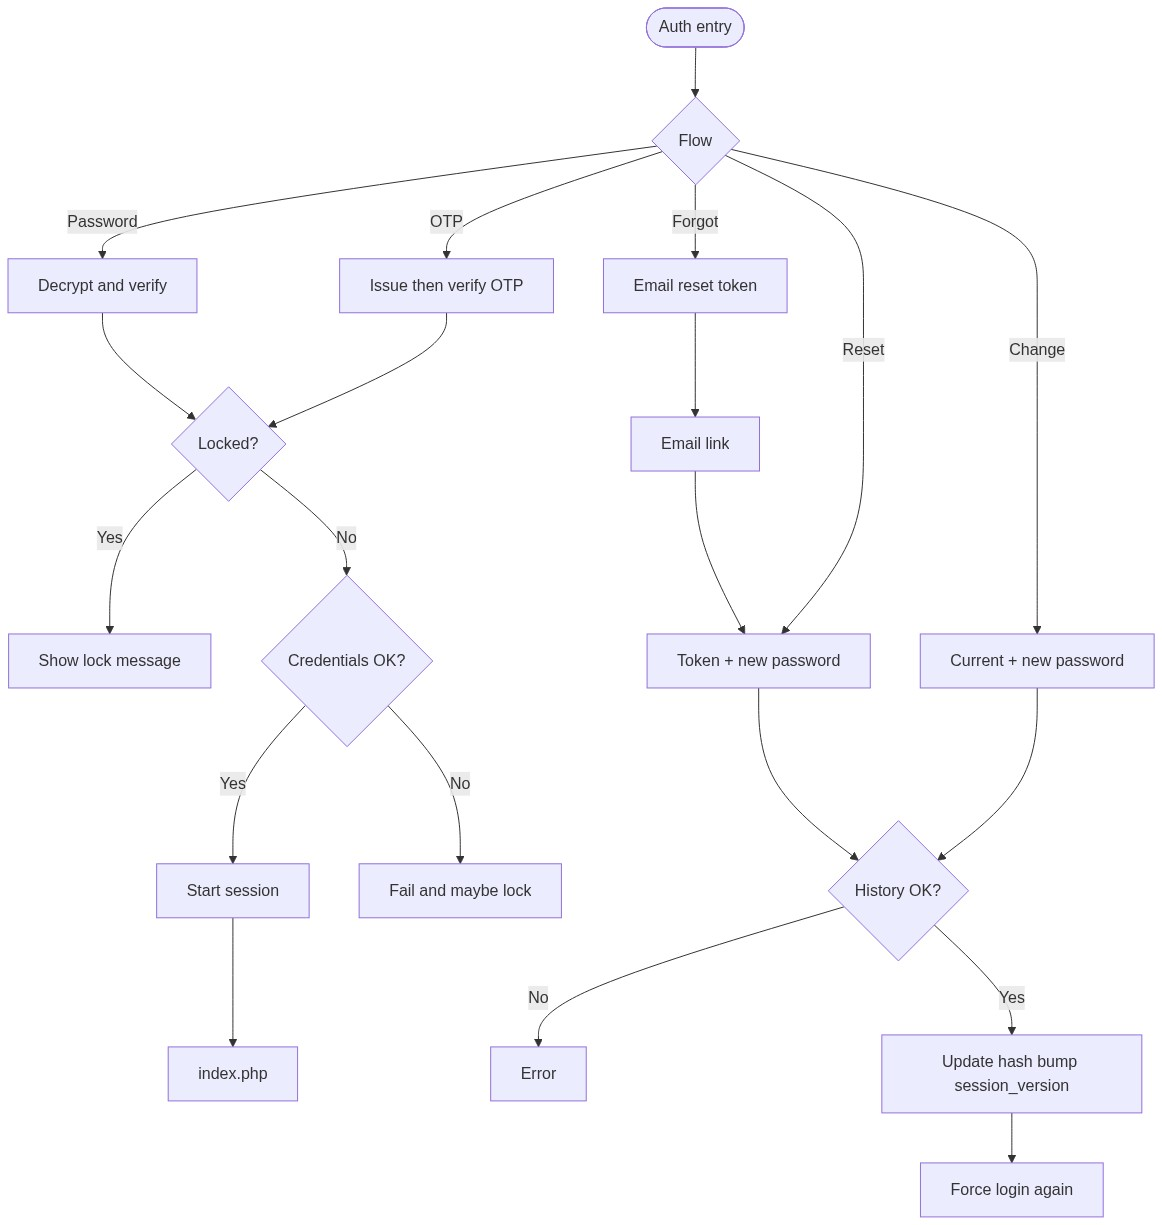 Auth entry
Flow
Password
OTP
Forgot
Decrypt and verify
Issue then verify OTP
Email reset token
Reset
Change
Locked?
Email link
Yes
No
Show lock message
Credentials OK?
Token + new password
Current + new password
Yes
No
Start session
Fail and maybe lock
History OK?
No
Yes
index.php
Error
Update hash bump
session_version
Force login again